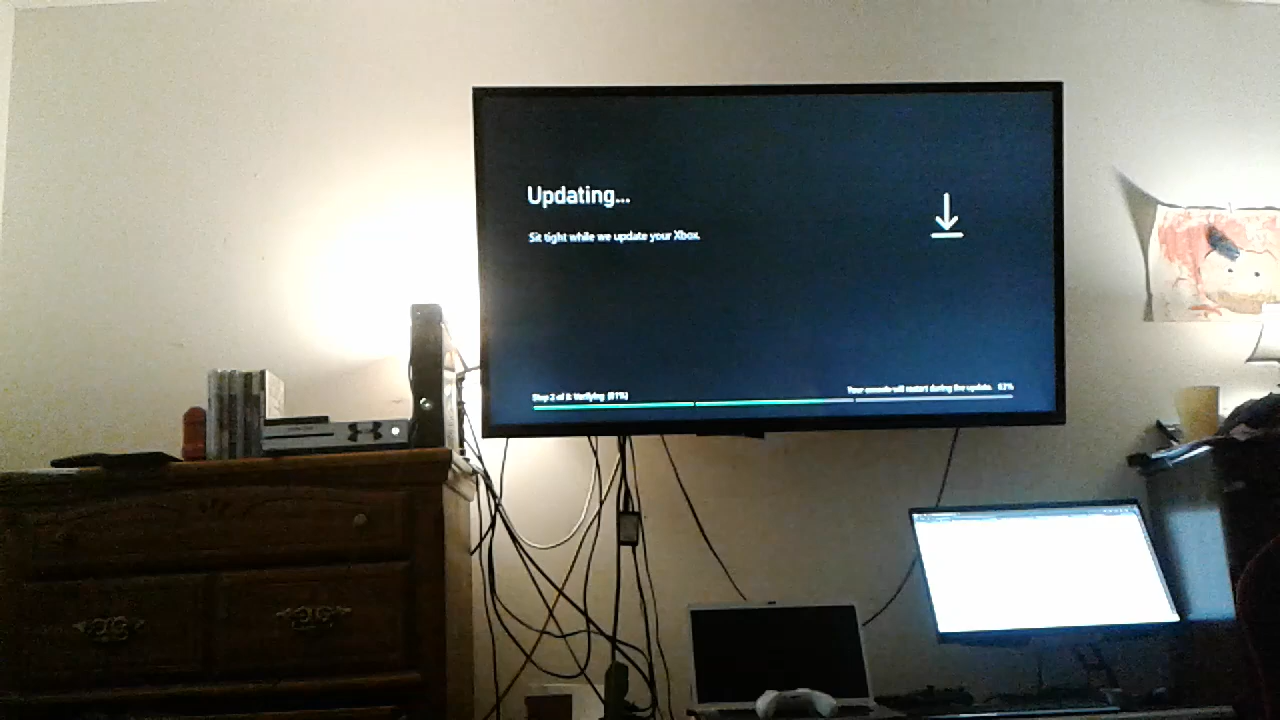 Updating...
Sit tight while we update your Xbox.
Step 2 of 3: Verifying (91%)
Your console will restart during the update.